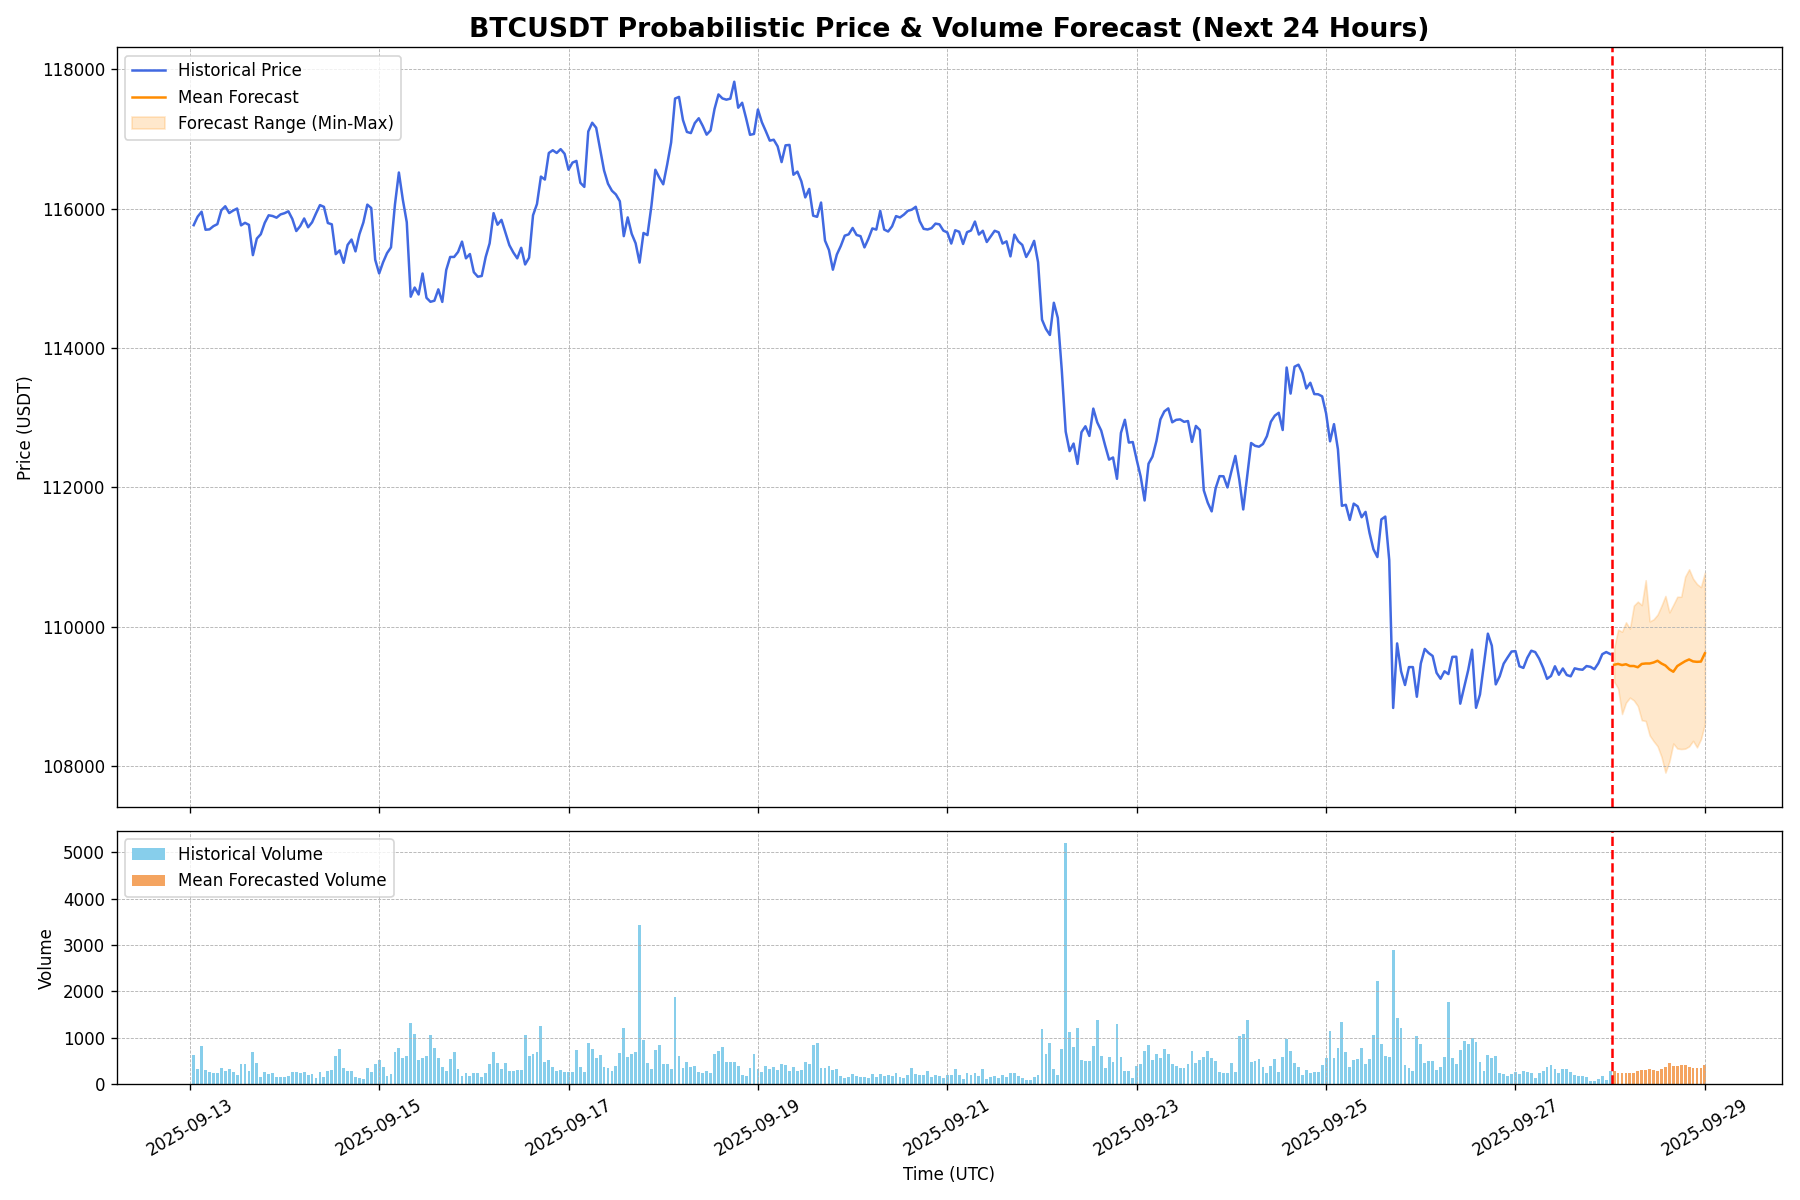 BTCUSDT Probabilistic Price & Volume Forecast (Next 24 Hours)
Historical Price
Mean Forecast
Forecast Range (Min-Max)
118000
116000
114000
112000
110000
108000
Price (USDT)
Historical Volume
Mean Forecasted Volume
5000
4000
3000
2000
1000
0
Volume
2025-09-13
2025-09-15
2025-09-17
2025-09-19
2025-09-21
2025-09-23
2025-09-25
2025-09-27
2025-09-29
Time (UTC)